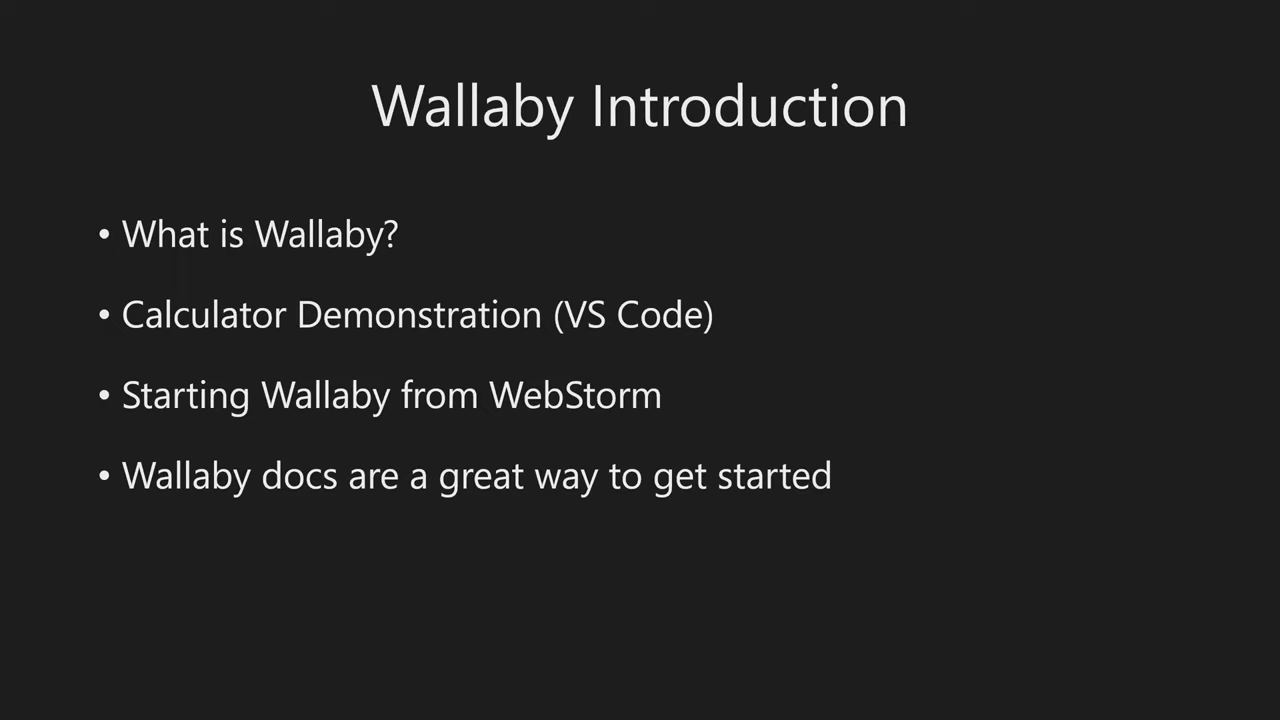 Wallaby Introduction
• What is Wallaby?
• Calculator Demonstration (VS Code)
• Starting Wallaby from WebStorm
• Wallaby docs are a great way to get started